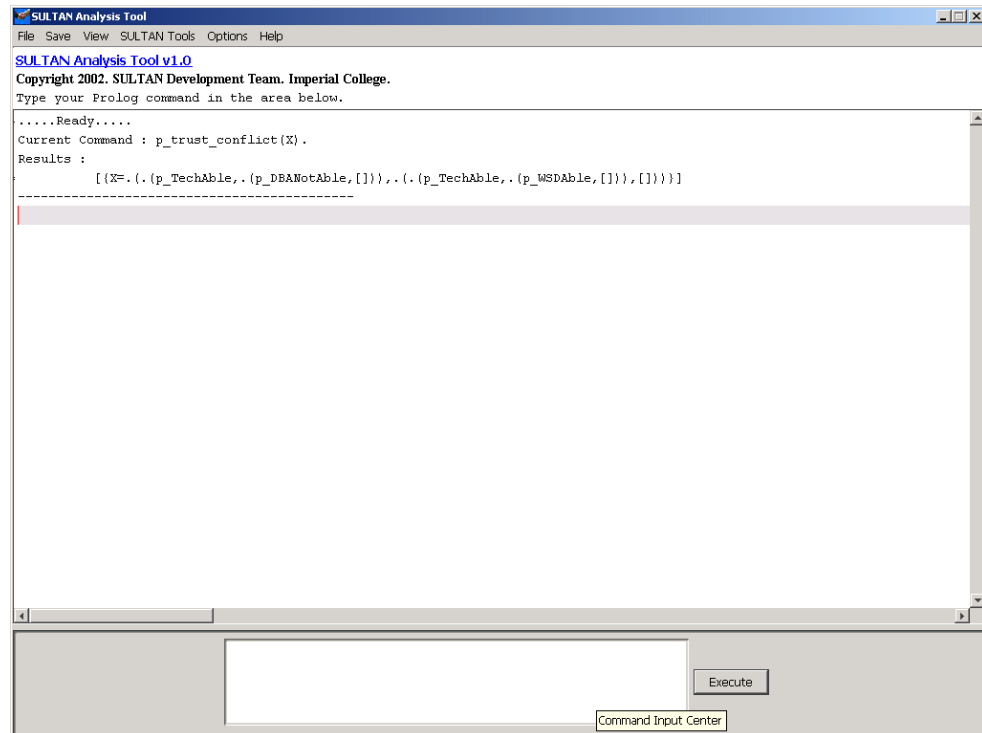 SULTAN Analysis Tool
File Save View SULTAN Tools Options Help
SULTAN Analysis Tool v1.0
Copyright 2002. SULTAN Development Team. Imperial College.
Type your Prolog command in the area below.
.....Ready.....
Current Command : p_trust_conflict(X).
Results :
[{X=.(.(p_TechAble,.(p_DBANotAble,[])),.(.(p_TechAble,.(p_WSDAble,[])),[]))}]
--------------------------------------------
Execute
Command Input Center